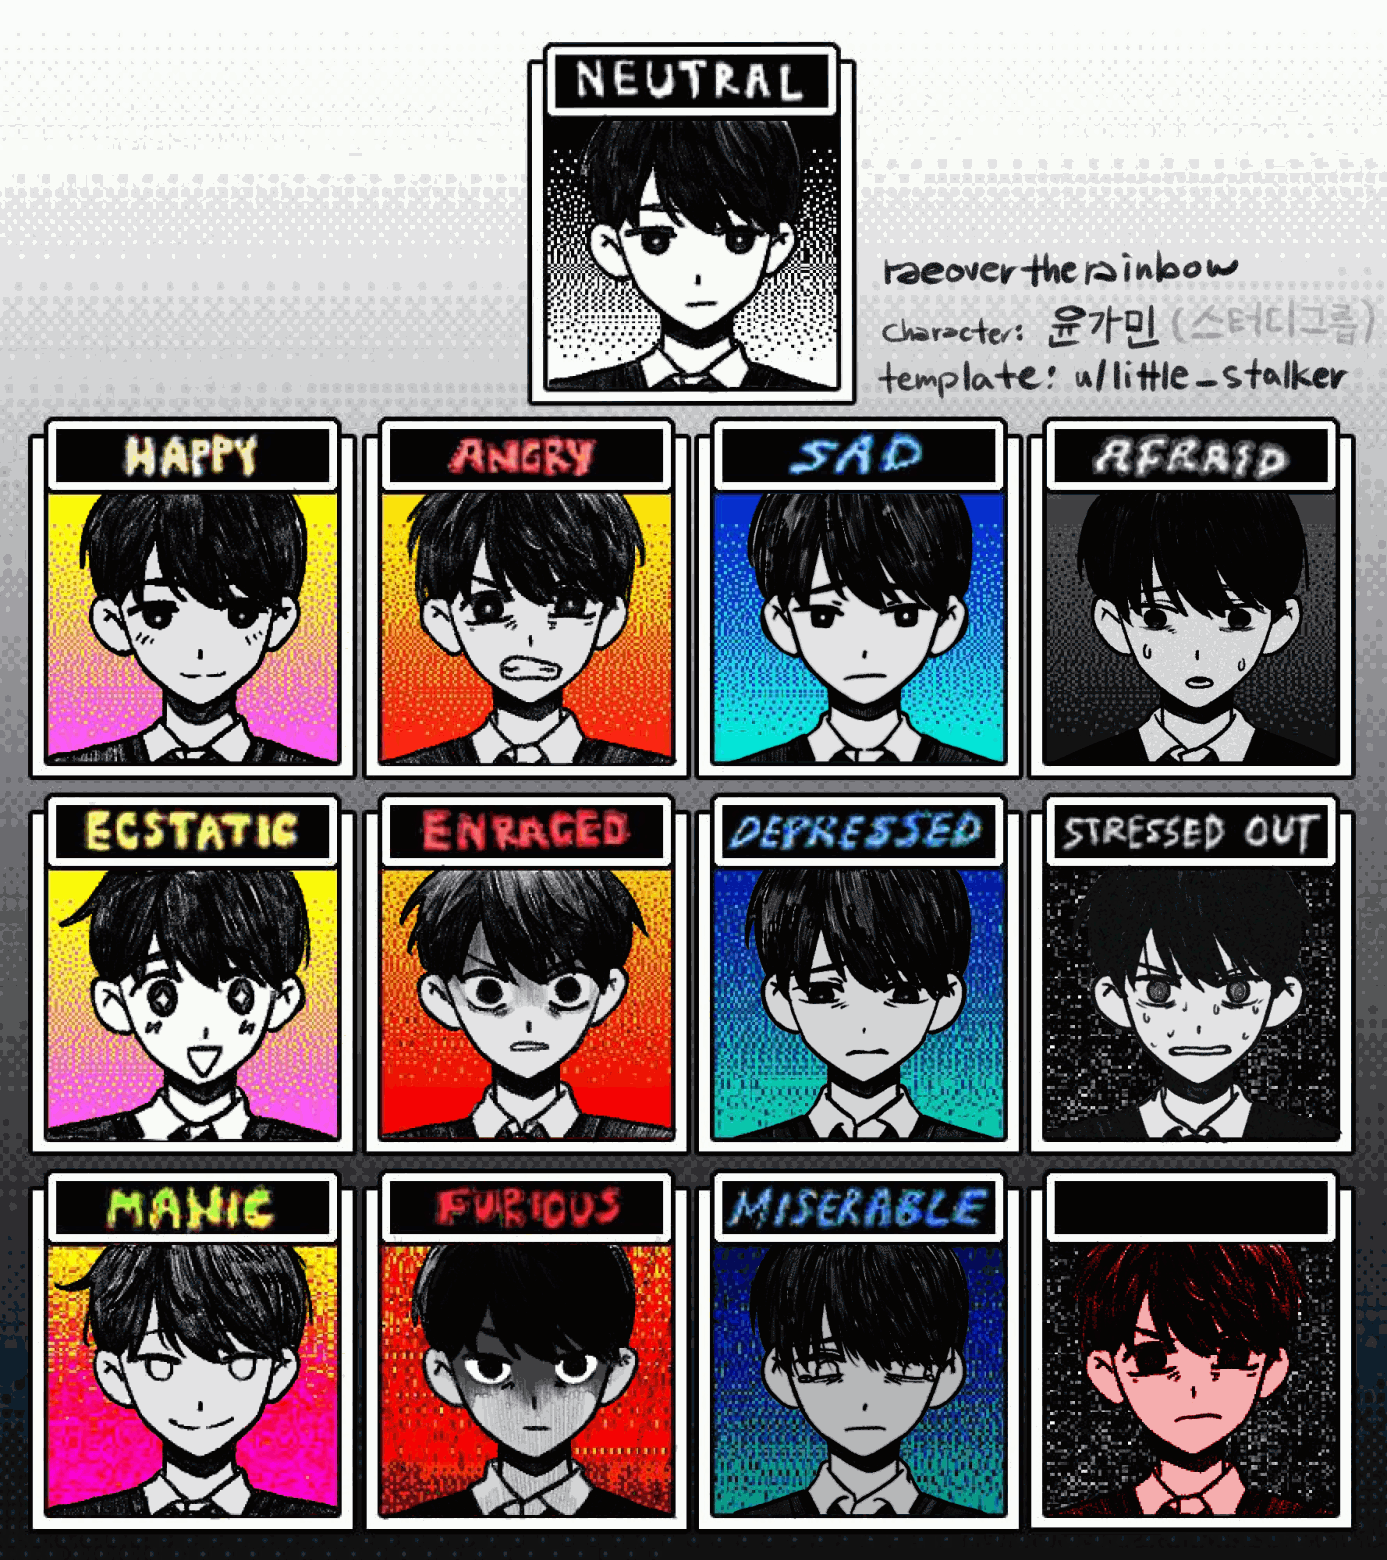 NEUTRAL
raeovertherainbow
character: 윤가민 (스터디그룹)
template: u/little_stalker
HAPPY
ANGRY
SAD
AFRAID
ECSTATIC
ENRAGED
DEPRESSED
STRESSED OUT
MANIC
FURIOUS
MISERABLE